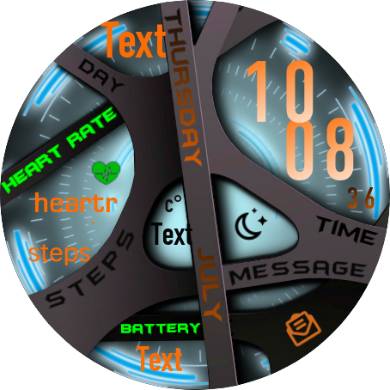 Text
THURSDAY
DAY
10
08
36
HEART RATE
heartr
steps
STEPS
C°
Text
TIME
MESSAGE
JULY
BATTERY
Text